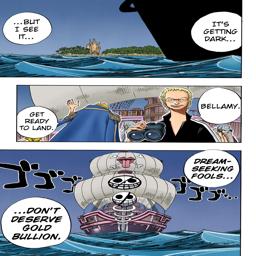 IT'S
GETTING
DARK...
...BUT
I SEE
IT...
BELLAMY.
GET
READY
TO LAND.
DREAM-
SEEKING
FOOLS...
ゴゴゴ
ゴゴゴ...
...DON'T
DESERVE
GOLD
BULLION.